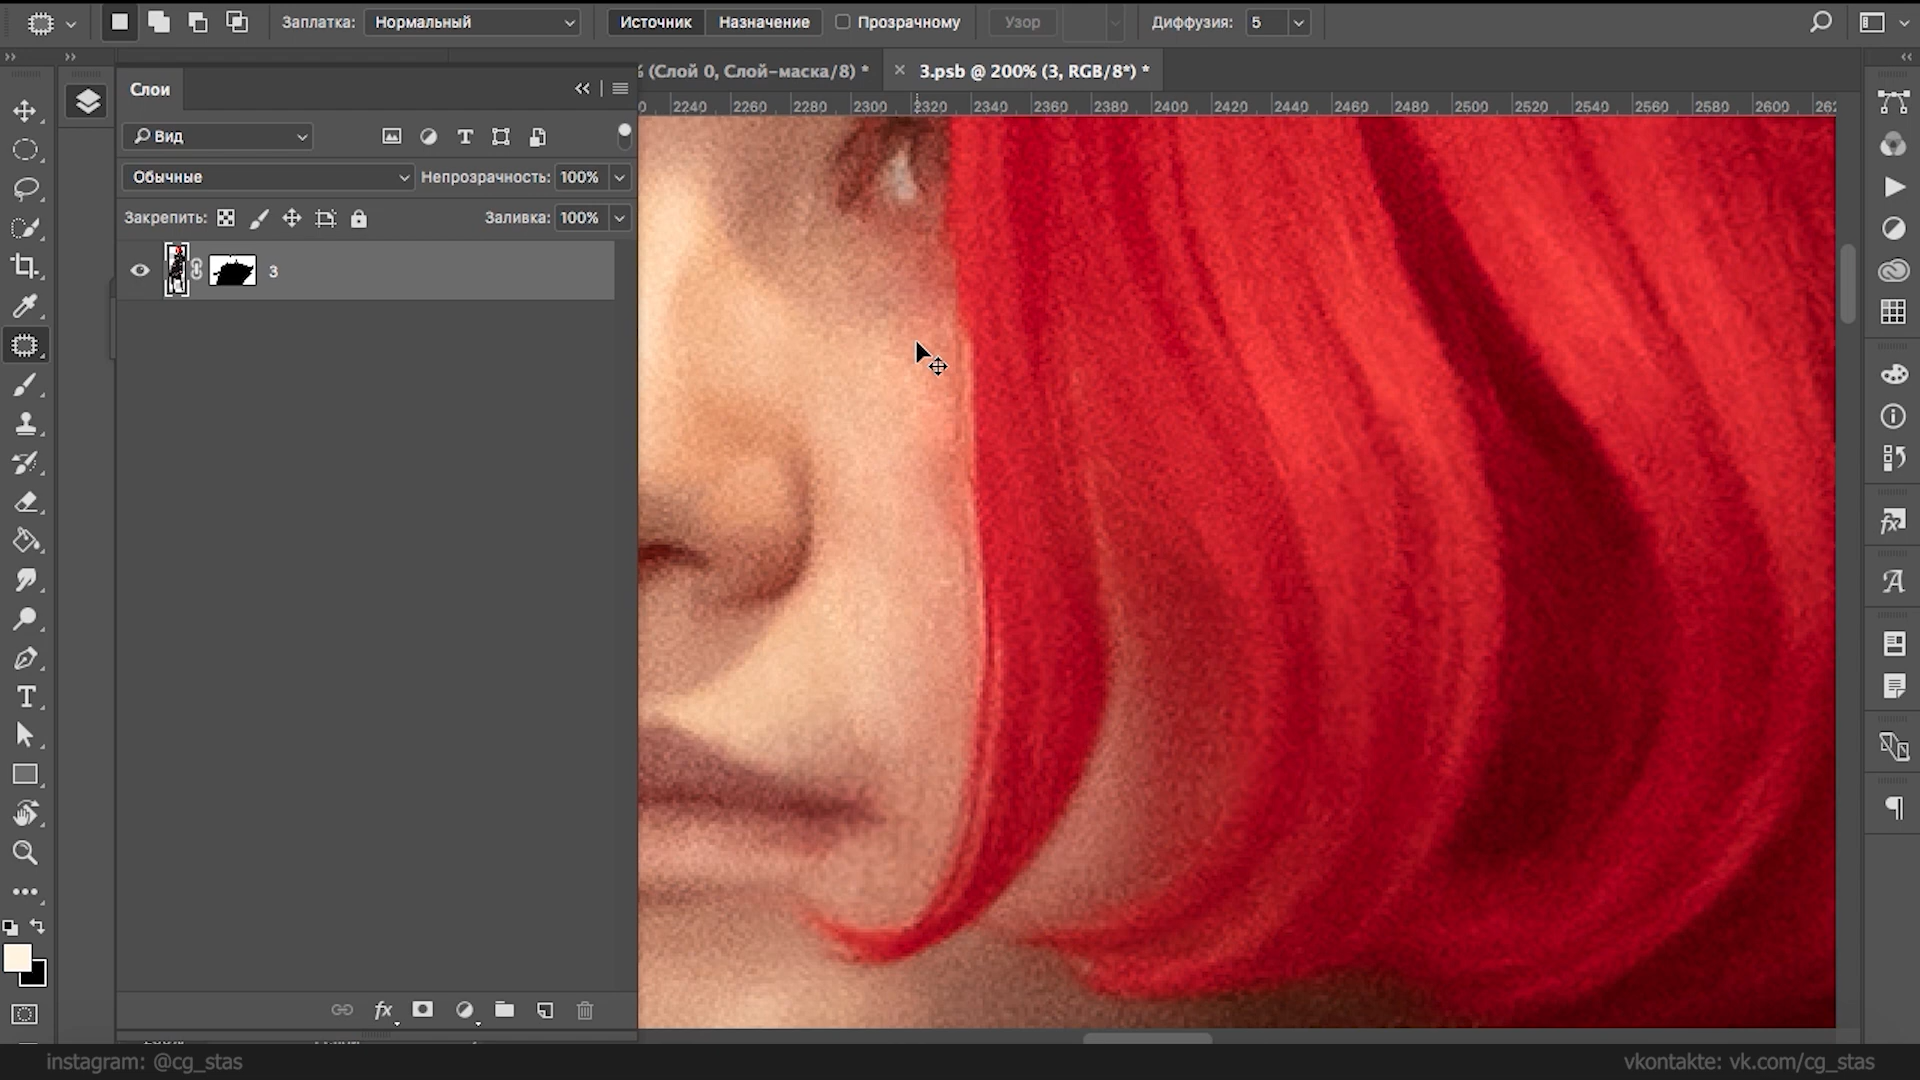 Заплатка: Нормальный Источник Назначение Прозрачному Узор Диффузия: 5
% (Слой 0, Слой-маска/8) * × 3.psb @ 200% (3, RGB/8*) *
Слои
2240 2260 2280 2300 2320 2340 2360 2380 2400 2420 2440 2460 2480 2500 2520 2540 2560 2580 2600 262
Вид
Обычные Непрозрачность: 100%
Закрепить: Заливка: 100%
3
fx
instagram: @cg_stas vkontakte: vk.com/cg_stas